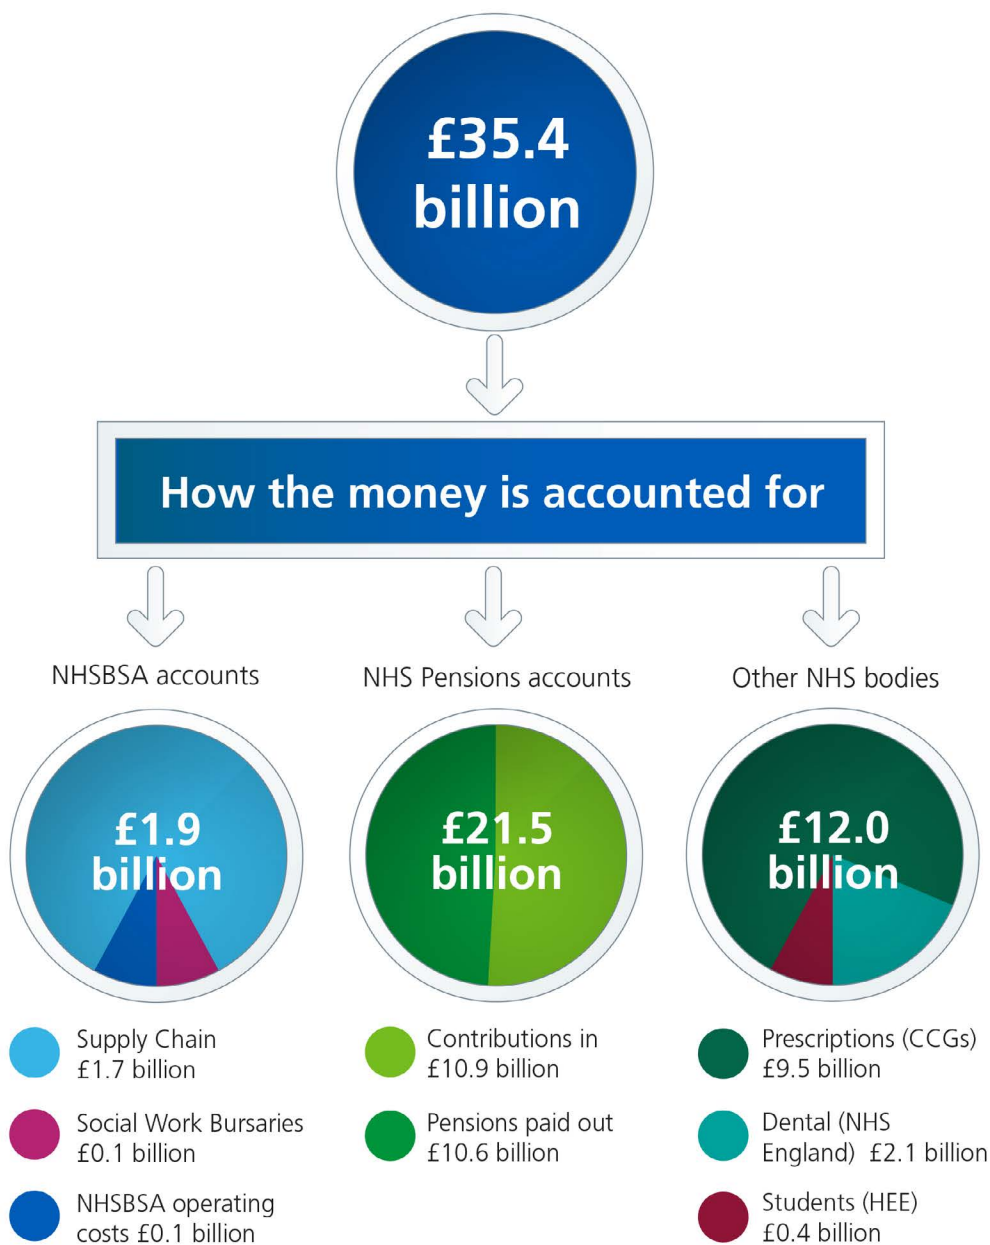 £35.4
billion
How the money is accounted for
NHSBSA accounts
£1.9
billion
Supply Chain
£1.7 billion
Social Work Bursaries
£0.1 billion
NHSBSA operating
costs £0.1 billion
NHS Pensions accounts
£21.5
billion
Contributions in
£10.9 billion
Pensions paid out
£10.6 billion
Other NHS bodies
£12.0
billion
Prescriptions (CCGs)
£9.5 billion
Dental (NHS
England) £2.1 billion
Students (HEE)
£0.4 billion